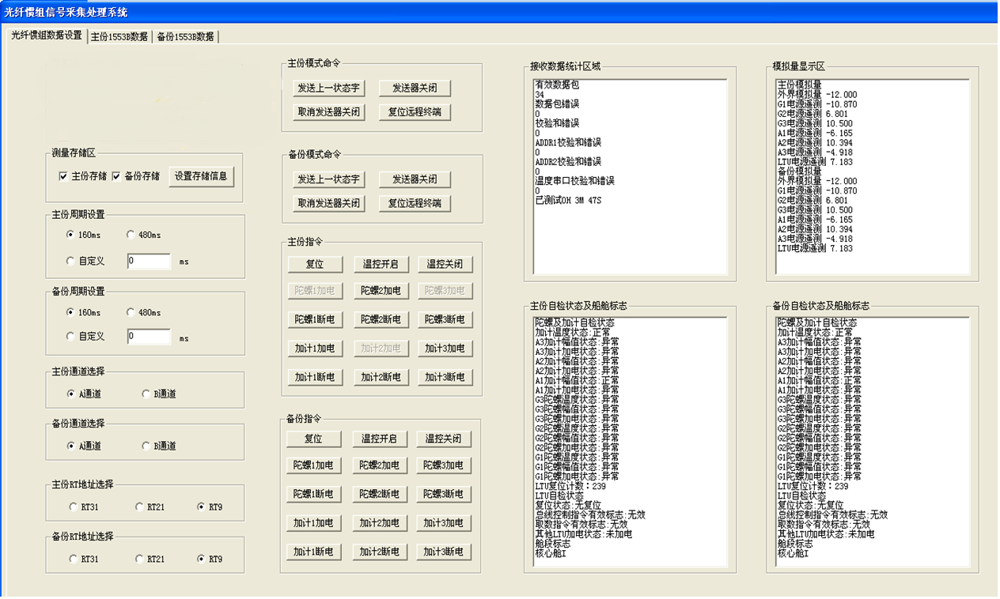 光纤惯组信号采集处理系统
光纤惯组数据设置 主份1553B数据 备份1553B数据
测量存储区
主份存储 备份存储 设置存储信息
主份周期设置
160ms 480ms
自定义 0 ms
备份周期设置
160ms 480ms
自定义 0 ms
主份通道选择
A通道 B通道
备份通道选择
A通道 B通道
主份RT地址选择
RT31 RT21 RT9
备份RT地址选择
RT31 RT21 RT9
主份模式命令
发送上一状态字 发送器关闭
取消发送器关闭 复位远程终端
备份模式命令
发送上一状态字 发送器关闭
取消发送器关闭 复位远程终端
主份指令
复位 温控开启 温控关闭
陀螺1加电 陀螺2加电 陀螺3加电
陀螺1断电 陀螺2断电 陀螺3断电
加计1加电 加计2加电 加计3加电
加计1断电 加计2断电 加计3断电
备份指令
复位 温控开启 温控关闭
陀螺1加电 陀螺2加电 陀螺3加电
陀螺1断电 陀螺2断电 陀螺3断电
加计1加电 加计2加电 加计3加电
加计1断电 加计2断电 加计3断电
接收数据统计区域
有效数据包
34
数据包错误
0
校验和错误
0
ADDR1校验和错误
0
ADDR2校验和错误
0
温度串口校验和错误
0
已测试0H 3M 47S
模拟量显示区
主份模拟量
外界模拟量 -12.000
G1电源遥测 -10.870
G2电源遥测 6.801
G3电源遥测 10.500
A1电源遥测 -6.165
A2电源遥测 10.394
A3电源遥测 -4.918
LTU电源遥测 7.183
备份模拟量
外界模拟量 -12.000
G1电源遥测 -10.870
G2电源遥测 6.801
G3电源遥测 10.500
A1电源遥测 -6.165
A2电源遥测 10.394
A3电源遥测 -4.918
LTU电源遥测 7.183
主份自检状态及船舱标志
陀螺及加计自检状态
加计温度状态:正常
A3加计幅值状态:异常
A3加计加电状态:异常
A2加计幅值状态:异常
A2加计加电状态:异常
A1加计幅值状态:正常
A1加计加电状态:异常
G3陀螺温度状态:异常
G3陀螺幅值状态:异常
G3陀螺加电状态:异常
G2陀螺温度状态:异常
G2陀螺幅值状态:异常
G2陀螺加电状态:异常
G1陀螺温度状态:异常
G1陀螺幅值状态:异常
G1陀螺加电状态:异常
LTU复位计数：239
LTU自检状态
复位状态:无复位
总线控制指令有效标志:无效
取数指令有效标志:无效
其他LTU加电状态:未加电
舱段标志
核心舱I
备份自检状态及船舱标志
陀螺及加计自检状态
加计温度状态:正常
A3加计幅值状态:异常
A3加计加电状态:异常
A2加计幅值状态:异常
A2加计加电状态:异常
A1加计幅值状态:正常
A1加计加电状态:异常
G3陀螺温度状态:异常
G3陀螺幅值状态:异常
G3陀螺加电状态:异常
G2陀螺温度状态:异常
G2陀螺幅值状态:异常
G2陀螺加电状态:异常
G1陀螺温度状态:异常
G1陀螺幅值状态:异常
G1陀螺加电状态:异常
LTU复位计数：239
LTU自检状态
复位状态:无复位
总线控制指令有效标志:无效
取数指令有效标志:无效
其他LTU加电状态:未加电
舱段标志
核心舱I